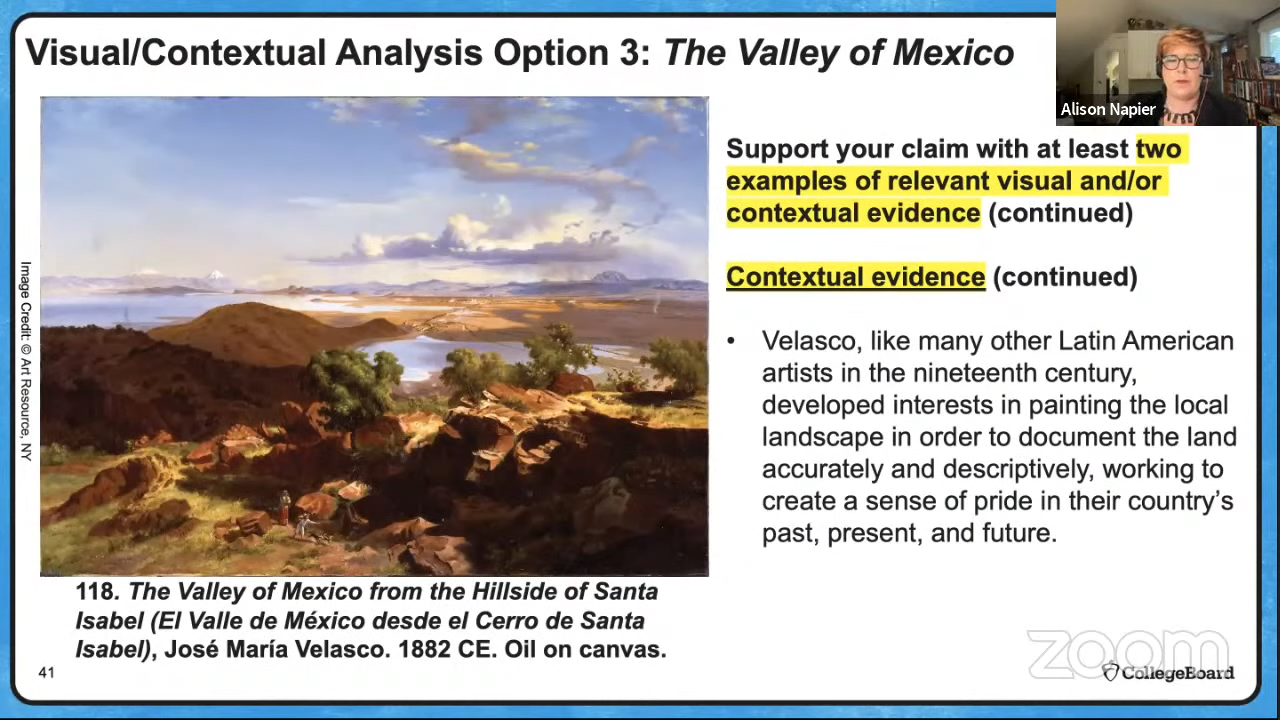 Visual/Contextual Analysis Option 3: The Valley of Mexico
Alison Napier
Image Credit: © Art Resource, NY
Support your claim with at least two
examples of relevant visual and/or
contextual evidence (continued)
Contextual evidence (continued)
• Velasco, like many other Latin American
artists in the nineteenth century,
developed interests in painting the local
landscape in order to document the land
accurately and descriptively, working to
create a sense of pride in their country’s
past, present, and future.
118. The Valley of Mexico from the Hillside of Santa
Isabel (El Valle de México desde el Cerro de Santa
Isabel), José María Velasco. 1882 CE. Oil on canvas.
41
zoom
CollegeBoard